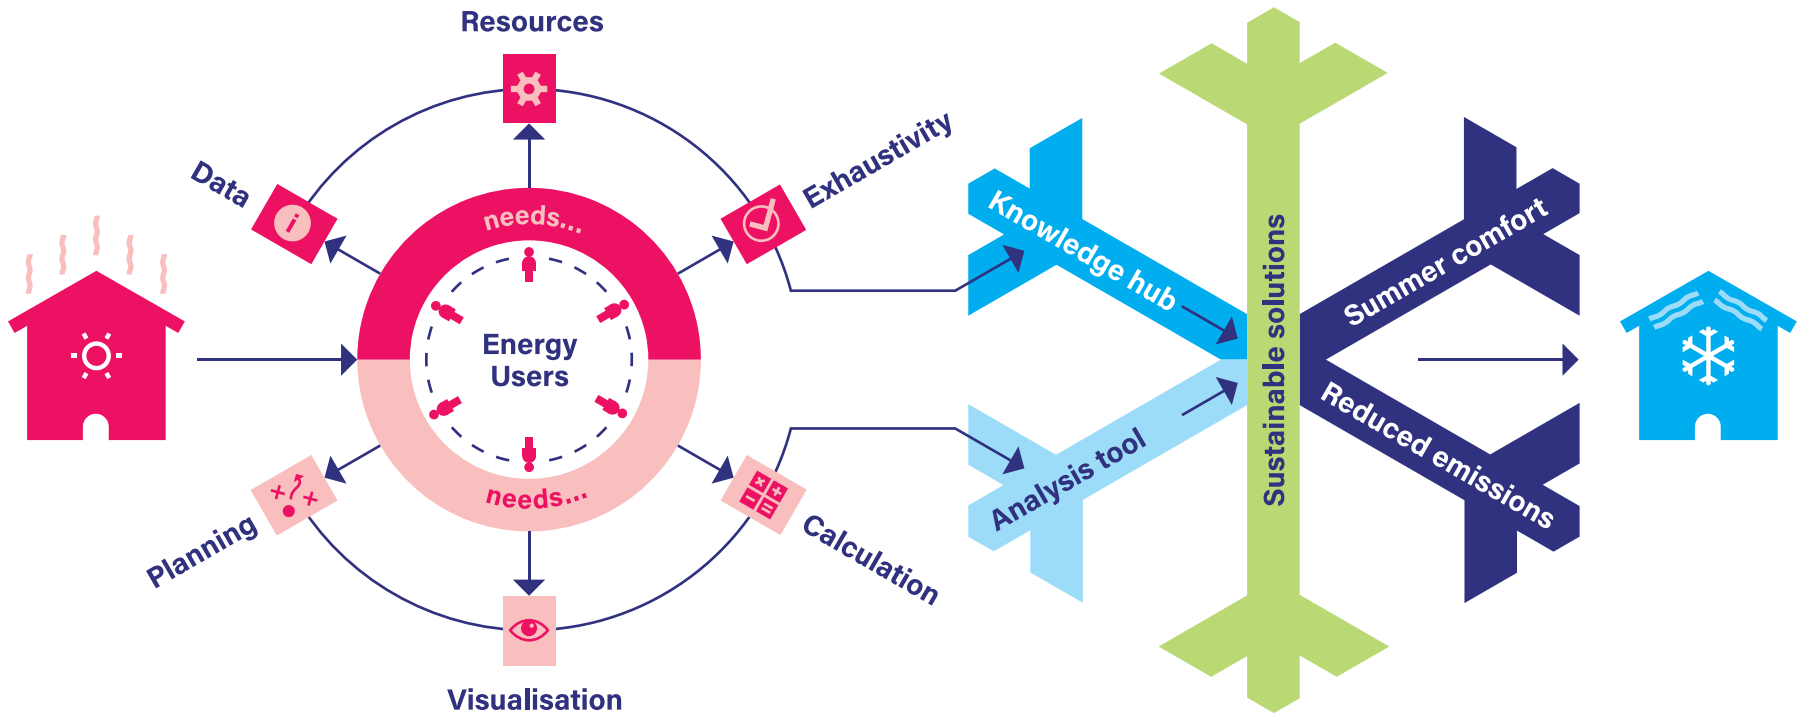 Resources
Data
Exhaustivity
needs...
Energy
Users
needs...
Planning
Calculation
Visualisation
Knowledge hub
Analysis tool
Sustainable solutions
Summer comfort
Reduced emissions